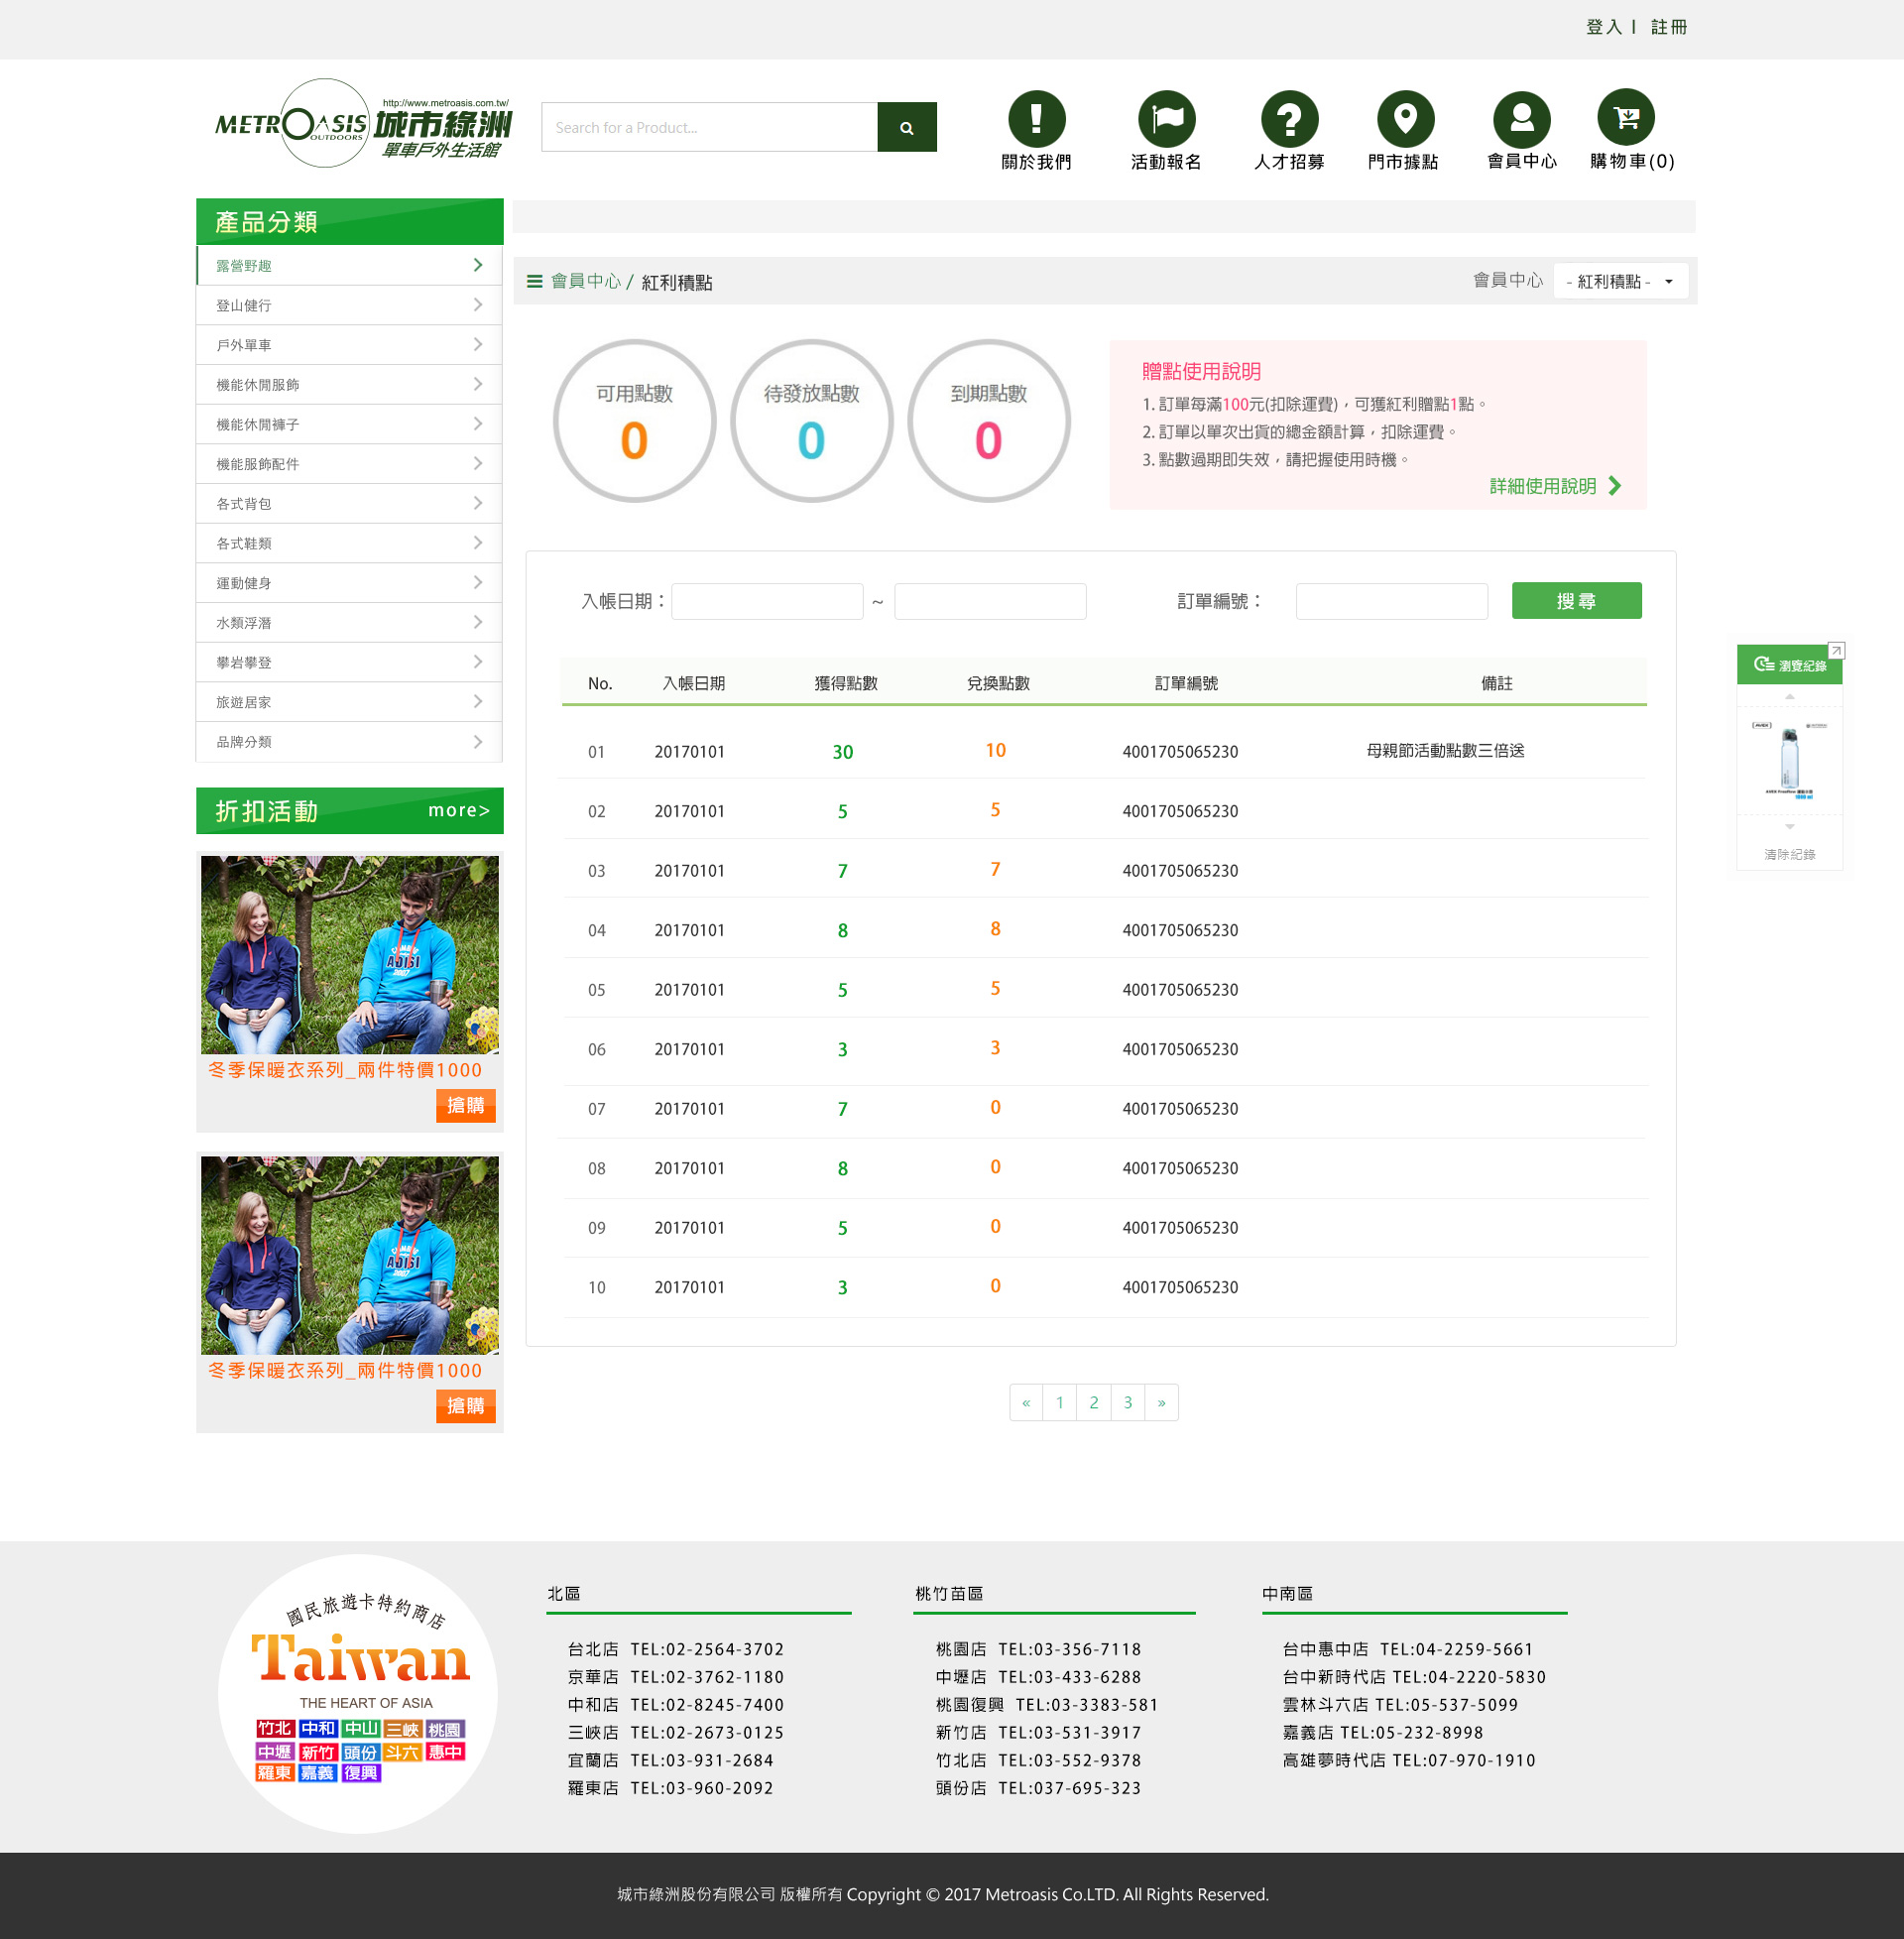 登入 | 註冊
http://www.metroasis.com.tw/
METROASIS 城市綠洲
OUTDOORS 單車戶外生活館
Search for a Product...
關於我們 活動報名 人才招募 門市據點 會員中心 購物車(0)
產品分類
露營野趣
登山健行
戶外單車
機能休閒服飾
機能休閒褲子
機能服飾配件
各式背包
各式鞋類
運動健身
水類浮潛
攀岩攀登
旅遊居家
品牌分類
折扣活動 more>
CAMBER
ADISI
2007
冬季保暖衣系列_兩件特價1000
搶購
ADISI
2007
冬季保暖衣系列_兩件特價1000
搶購
會員中心 / 紅利積點
會員中心 - 紅利積點 -
可用點數 待發放點數 到期點數
0 0 0
贈點使用說明
1. 訂單每滿100元(扣除運費)，可獲紅利贈點1點。
2. 訂單以單次出貨的總金額計算，扣除運費。
3. 點數過期即失效，請把握使用時機。
詳細使用說明
入帳日期： ~ 訂單編號： 搜尋
No. 入帳日期 獲得點數 兌換點數 訂單編號 備註
01 20170101 30 10 4001705065230 母親節活動點數三倍送
02 20170101 5 5 4001705065230
03 20170101 7 7 4001705065230
04 20170101 8 8 4001705065230
05 20170101 5 5 4001705065230
06 20170101 3 3 4001705065230
07 20170101 7 0 4001705065230
08 20170101 8 0 4001705065230
09 20170101 5 0 4001705065230
10 20170101 3 0 4001705065230
« 1 2 3 »
瀏覽紀錄
AVEX
1000 ml
清除紀錄
國民旅遊卡特約商店
Taiwan
THE HEART OF ASIA
竹北 中和 中山 三峽 桃園
中壢 新竹 頭份 斗六 惠中
羅東 嘉義 復興
北區
台北店 TEL:02-2564-3702
京華店 TEL:02-3762-1180
中和店 TEL:02-8245-7400
三峽店 TEL:02-2673-0125
宜蘭店 TEL:03-931-2684
羅東店 TEL:03-960-2092
桃竹苗區
桃園店 TEL:03-356-7118
中壢店 TEL:03-433-6288
桃園復興 TEL:03-3383-581
新竹店 TEL:03-531-3917
竹北店 TEL:03-552-9378
頭份店 TEL:037-695-323
中南區
台中惠中店 TEL:04-2259-5661
台中新時代店 TEL:04-2220-5830
雲林斗六店 TEL:05-537-5099
嘉義店 TEL:05-232-8998
高雄夢時代店 TEL:07-970-1910
城市綠洲股份有限公司 版權所有 Copyright © 2017 Metroasis Co.LTD. All Rights Reserved.